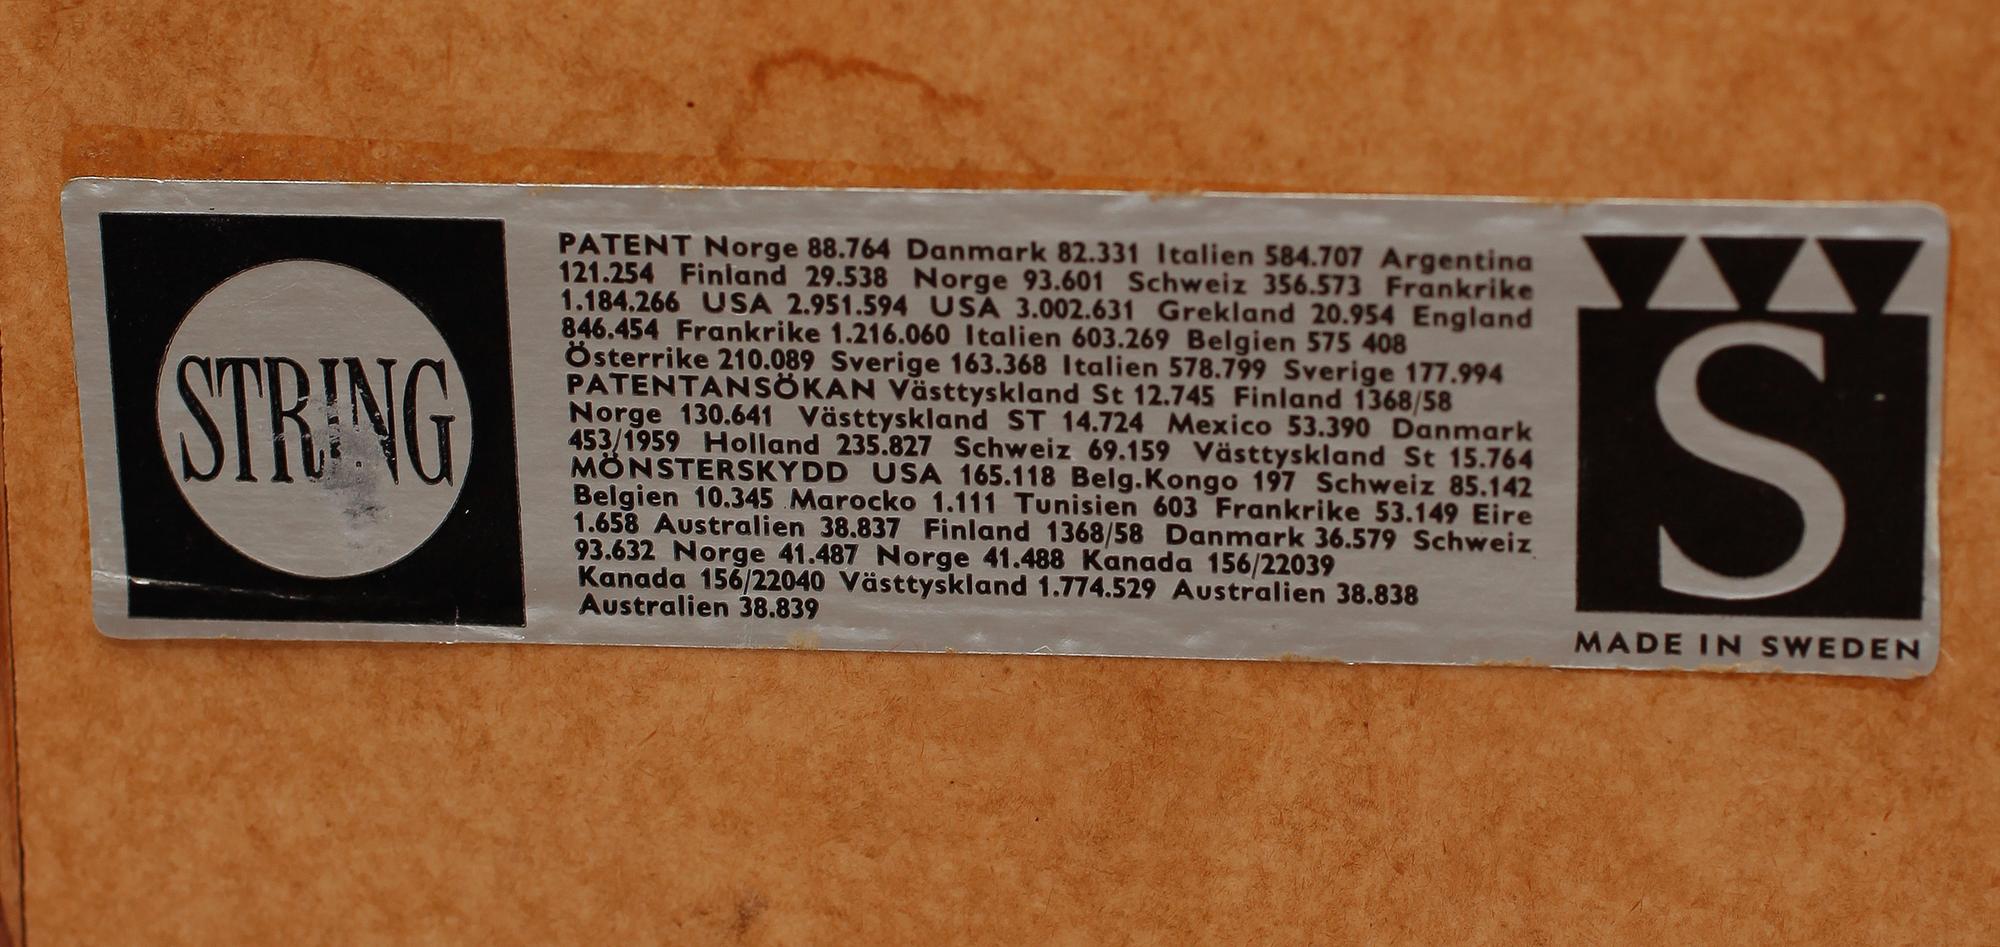 STRING
PATENT Norge 88.764 Danmark 82.331 Italien 584.707 Argentina
121.254 Finland 29.538 Norge 93.601 Schweiz 356.573 Frankrike
1.184.266 USA 2.951.594 USA 3.002.631 Grekland 20.954 England
846.454 Frankrike 1.216.060 Italien 603.269 Belgien 575 408
Österrike 210.089 Sverige 163.368 Italien 578.799 Sverige 177.994
PATENTANSÖKAN Västtyskland St 12.745 Finland 1368/58
Norge 130.641 Västtyskland ST 14.724 Mexico 53.390 Danmark
453/1959 Holland 235.827 Schweiz 69.159 Västtyskland St 15.764
MÖNSTERSKYDD USA 165.118 Belg.Kongo 197 Schweiz 85.142
Belgien 10.345 Marocko 1.111 Tunisien 603 Frankrike 53.149 Eire
1.658 Australien 38.837 Finland 1368/58 Danmark 36.579 Schweiz
93.632 Norge 41.487 Norge 41.488 Kanada 156/22039
Kanada 156/22040 Västtyskland 1.774.529 Australien 38.838
Australien 38.839
S
MADE IN SWEDEN